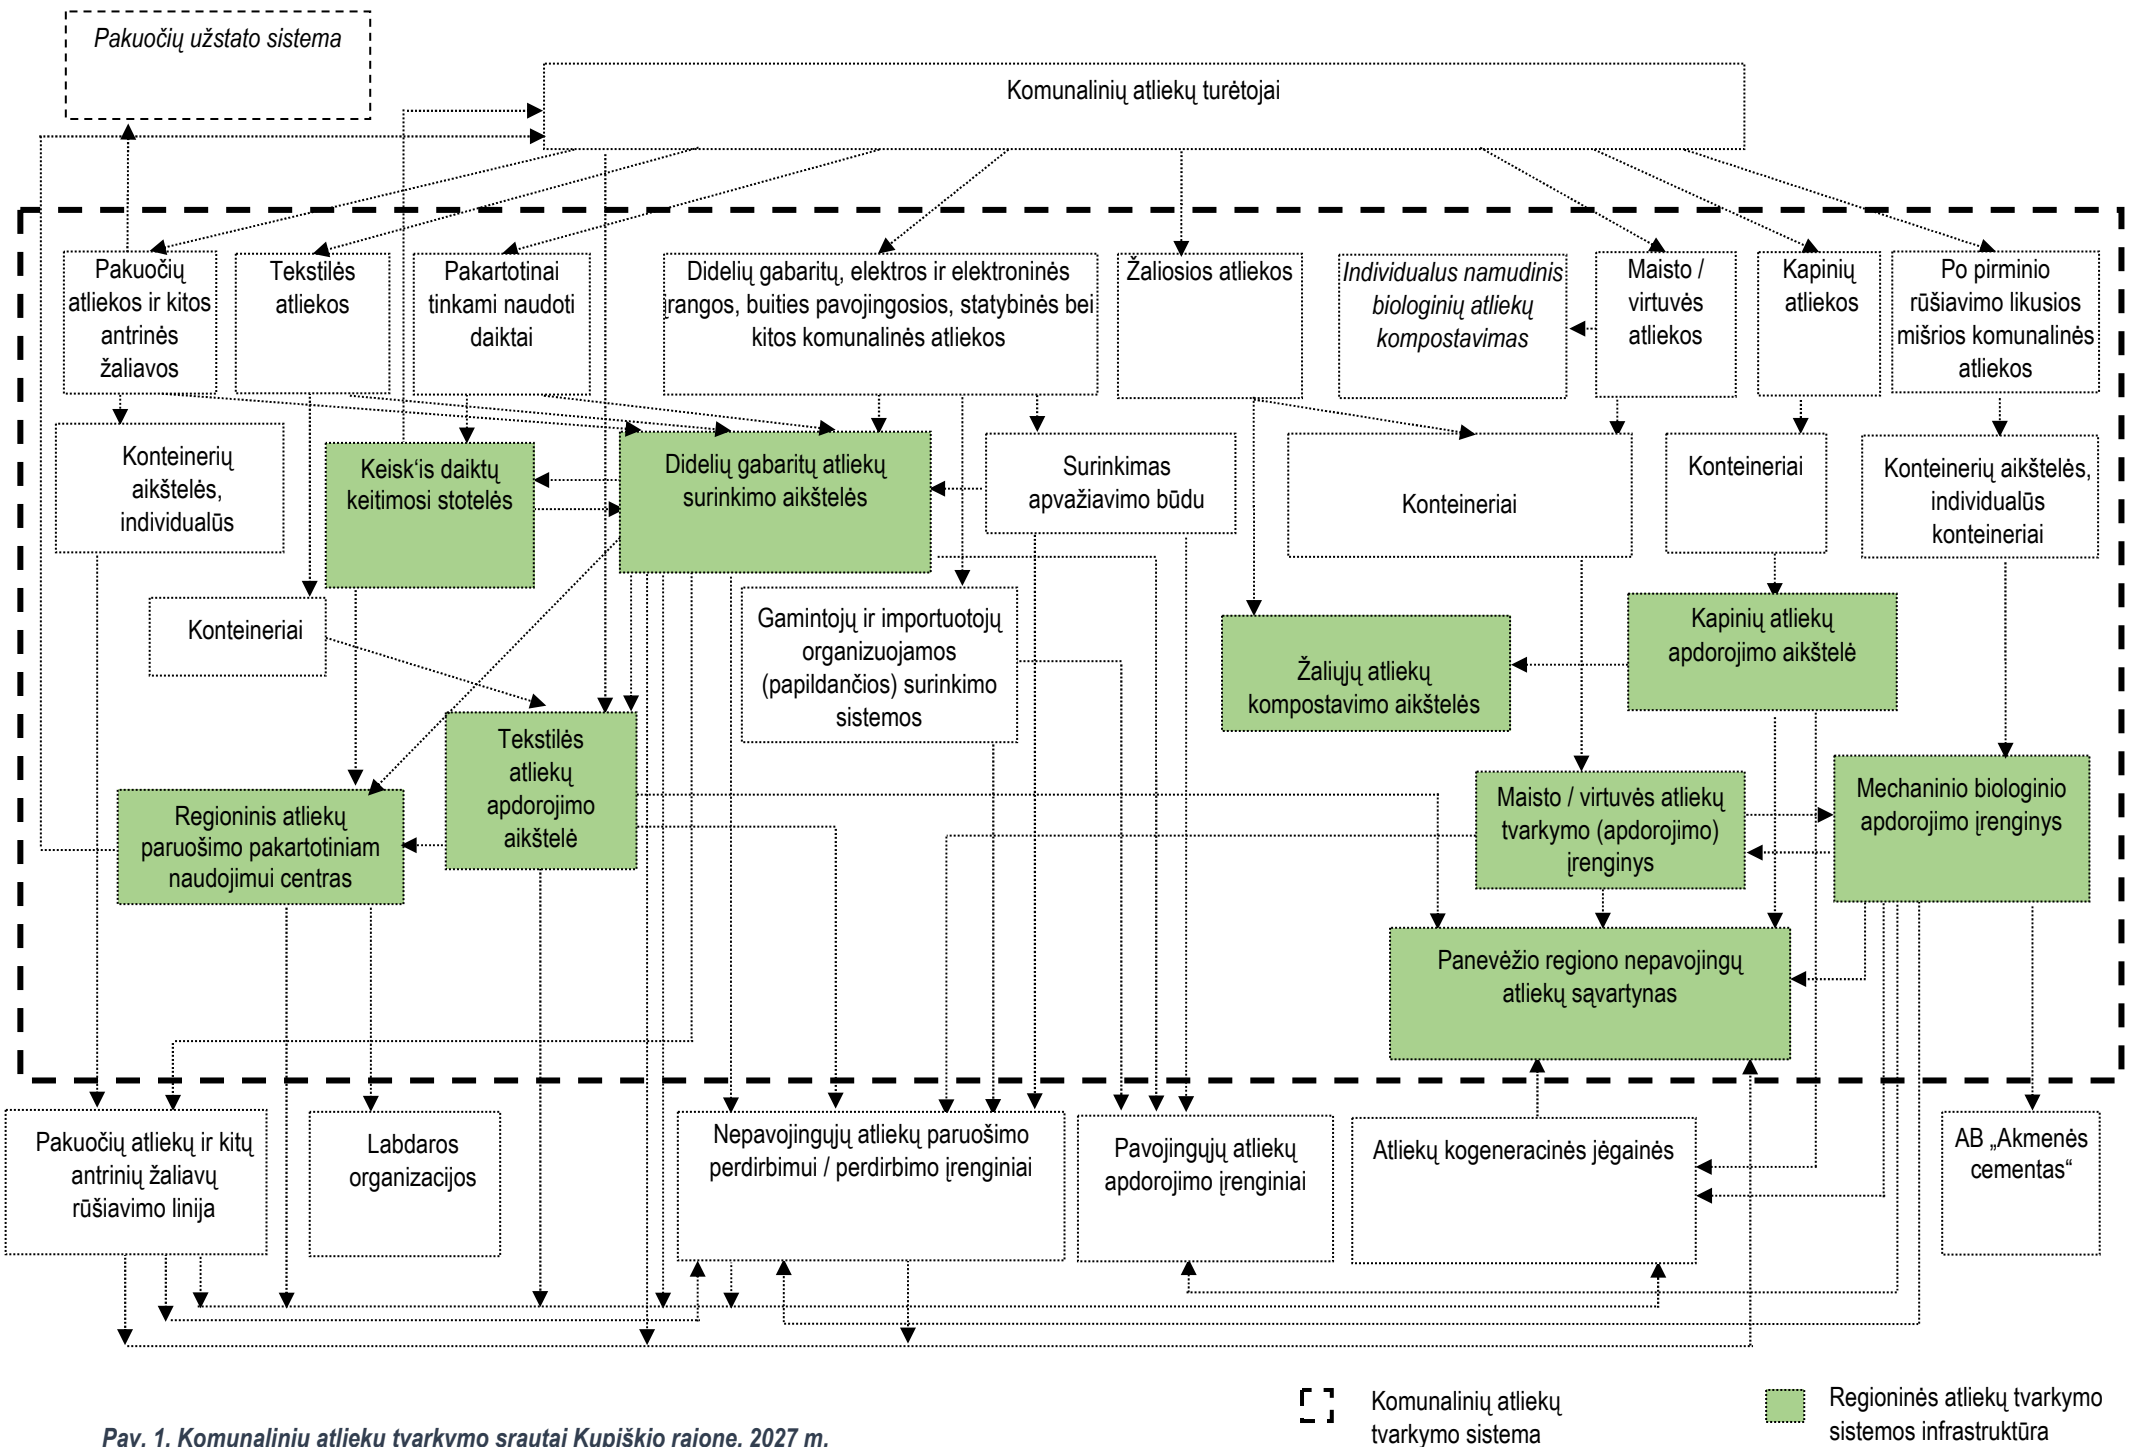 Pakuočių užstato sistema
Komunalinių atliekų turėtojai
Pakuočių
atliekos ir kitos
antrinės
žaliavos
Tekstilės
atliekos
Pakartotinai
tinkami naudoti
daiktai
Didelių gabaritų, elektros ir elektroninės
įrangos, buities pavojingosios, statybinės bei
kitos komunalinės atliekos
Žaliosios atliekos
Individualus namudinis
biologinių atliekų
kompostavimas
Maisto /
virtuvės
atliekos
Kapinių
atliekos
Po pirminio
rūšiavimo likusios
mišrios komunalinės
atliekos
Konteinerių
aikštelės,
individualūs
Keisk‘is daiktų
keitimosi stotelės
Didelių gabaritų atliekų
surinkimo aikštelės
Surinkimas
apvažiavimo būdu
Konteineriai
Konteineriai
Konteinerių aikštelės,
individualūs
konteineriai
Konteineriai
Gamintojų ir importuotojų
organizuojamos
(papildančios) surinkimo
sistemos
Žaliųjų atliekų
kompostavimo aikštelės
Kapinių atliekų
apdorojimo aikštelė
Tekstilės
atliekų
apdorojimo
aikštelė
Regioninis atliekų
paruošimo pakartotiniam
naudojimui centras
Maisto / virtuvės atliekų
tvarkymo (apdorojimo)
įrenginys
Mechaninio biologinio
apdorojimo įrenginys
Panevėžio regiono nepavojingų
atliekų sąvartynas
Pakuočių atliekų ir kitų
antrinių žaliavų
rūšiavimo linija
Labdaros
organizacijos
Nepavojingųjų atliekų paruošimo
perdirbimui / perdirbimo įrenginiai
Pavojingųjų atliekų
apdorojimo įrenginiai
Atliekų kogeneracinės jėgainės
AB „Akmenės
cementas“
Komunalinių atliekų
tvarkymo sistema
Regioninės atliekų tvarkymo
sistemos infrastruktūra
Pav. 1. Komunalinių atliekų tvarkymo srautai Kupiškio rajone, 2027 m.